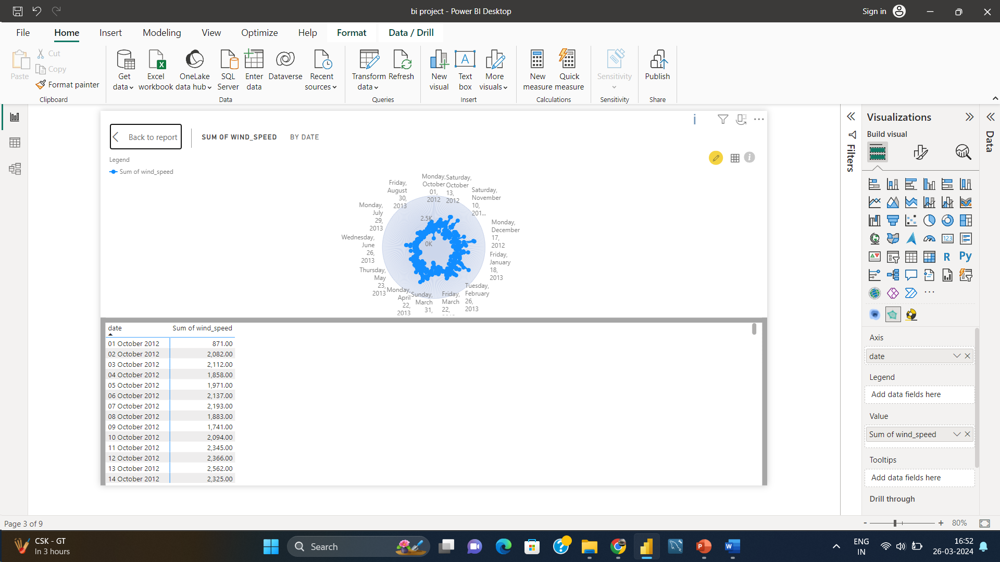 bi project - Power BI Desktop
Sign in
File Home Insert Modeling View Optimize Help Format Data / Drill
Paste
Cut
Copy
Format painter
Clipboard
Get data
Excel workbook
OneLake data hub
SQL Server
Enter data
Dataverse
Recent sources
Data
Transform data
Refresh
Queries
New visual
A
Text box
More visuals
Insert
New measure
Quick measure
Calculations
Sensitivity
Sensitivity
Publish
Share
Back to report
SUM OF WIND_SPEED
BY DATE
Legend
Sum of wind_speed
Monday,
October
01,
2012
Saturday,
October
13,
2012
Saturday,
November
10,
201...
Monday,
December
17,
2012
Friday,
January
18,
2013
Tuesday,
February
26,
2013
Friday,
March
22,
Sunday,
March
31,
Monday,
April
22,
2013
Thursday,
May
23,
2013
Wednesday,
June
26,
2013
Monday,
July
29,
2013
Friday,
August
30,
2013
2.5K
0K
date Sum of wind_speed
01 October 2012 871.00
02 October 2012 2,082.00
03 October 2012 2,112.00
04 October 2012 1,858.00
05 October 2012 1,971.00
06 October 2012 2,137.00
07 October 2012 2,193.00
08 October 2012 1,883.00
09 October 2012 1,741.00
10 October 2012 2,094.00
11 October 2012 2,345.00
12 October 2012 2,366.00
13 October 2012 2,562.00
14 October 2012 2,325.00
Filters
Visualizations
Build visual
123
R
Py
Axis
date
Legend
Add data fields here
Value
Sum of wind_speed
Tooltips
Add data fields here
Drill through
Data
Page 3 of 9
- + 80%
CSK - GT
In 3 hours
Search
ENG
IN
16:52
26-03-2024